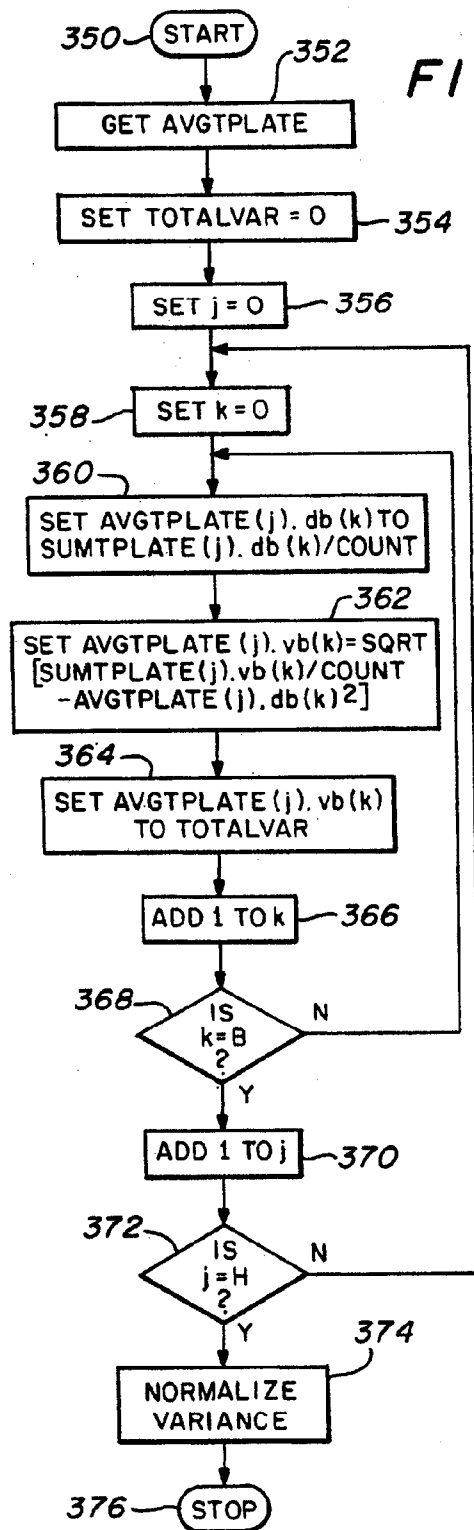 350
START
FI
352
GET AVGTPLATE
SET TOTALVAR = 0
354
SET j = 0
356
358
SET k = 0
360
SET AVGTPLATE (j). db (k) TO
SUMTPLATE (j). db (k)/COUNT
362
SET AVGTPLATE (j). vb(k)=SQRT
[SUMTPLATE(j).vb(k)/COUNT
-AVGTPLATE(j). db(k)²]
364
SET AVGTPLATE(j). vb(k)
TO TOTALVAR
ADD 1 TO k
366
368
IS
k=B
?
N
Y
ADD 1 TO j
370
372
IS
j=H
?
N
Y
374
NORMALIZE
VARIANCE
376
STOP